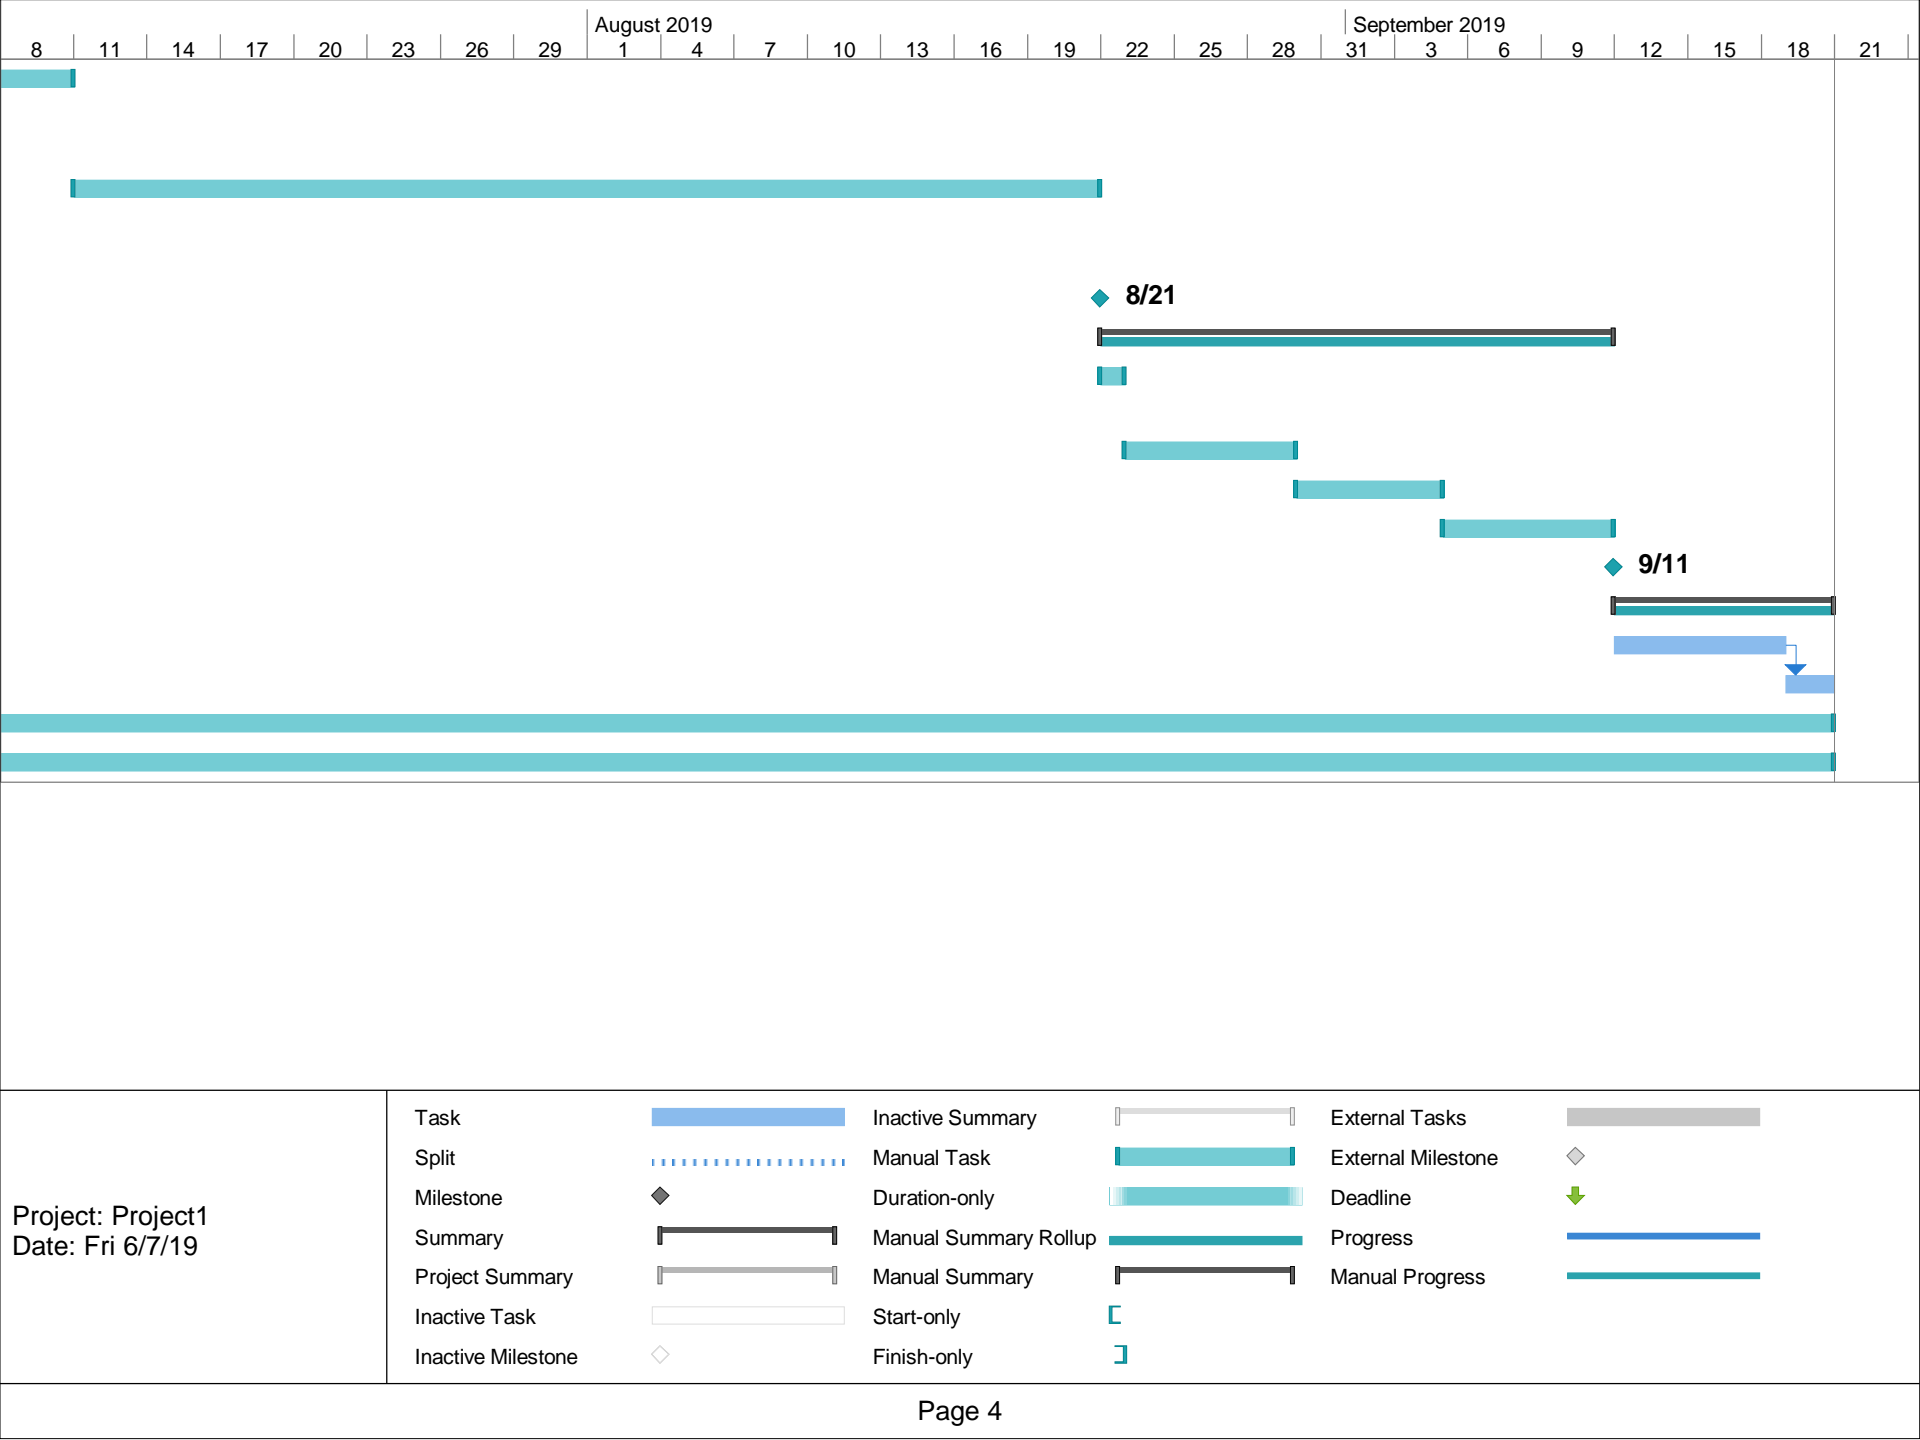 August 2019 September 2019
8 11 14 17 20 23 26 29 1 4 7 10 13 16 19 22 25 28 31 3 6 9 12 15 18 21
8/21
9/11
Project: Project1
Date: Fri 6/7/19
Task
Split
Milestone
Summary
Project Summary
Inactive Task
Inactive Milestone
Inactive Summary
Manual Task
Duration-only
Manual Summary Rollup
Manual Summary
Start-only
Finish-only
External Tasks
External Milestone
Deadline
Progress
Manual Progress
Page 4